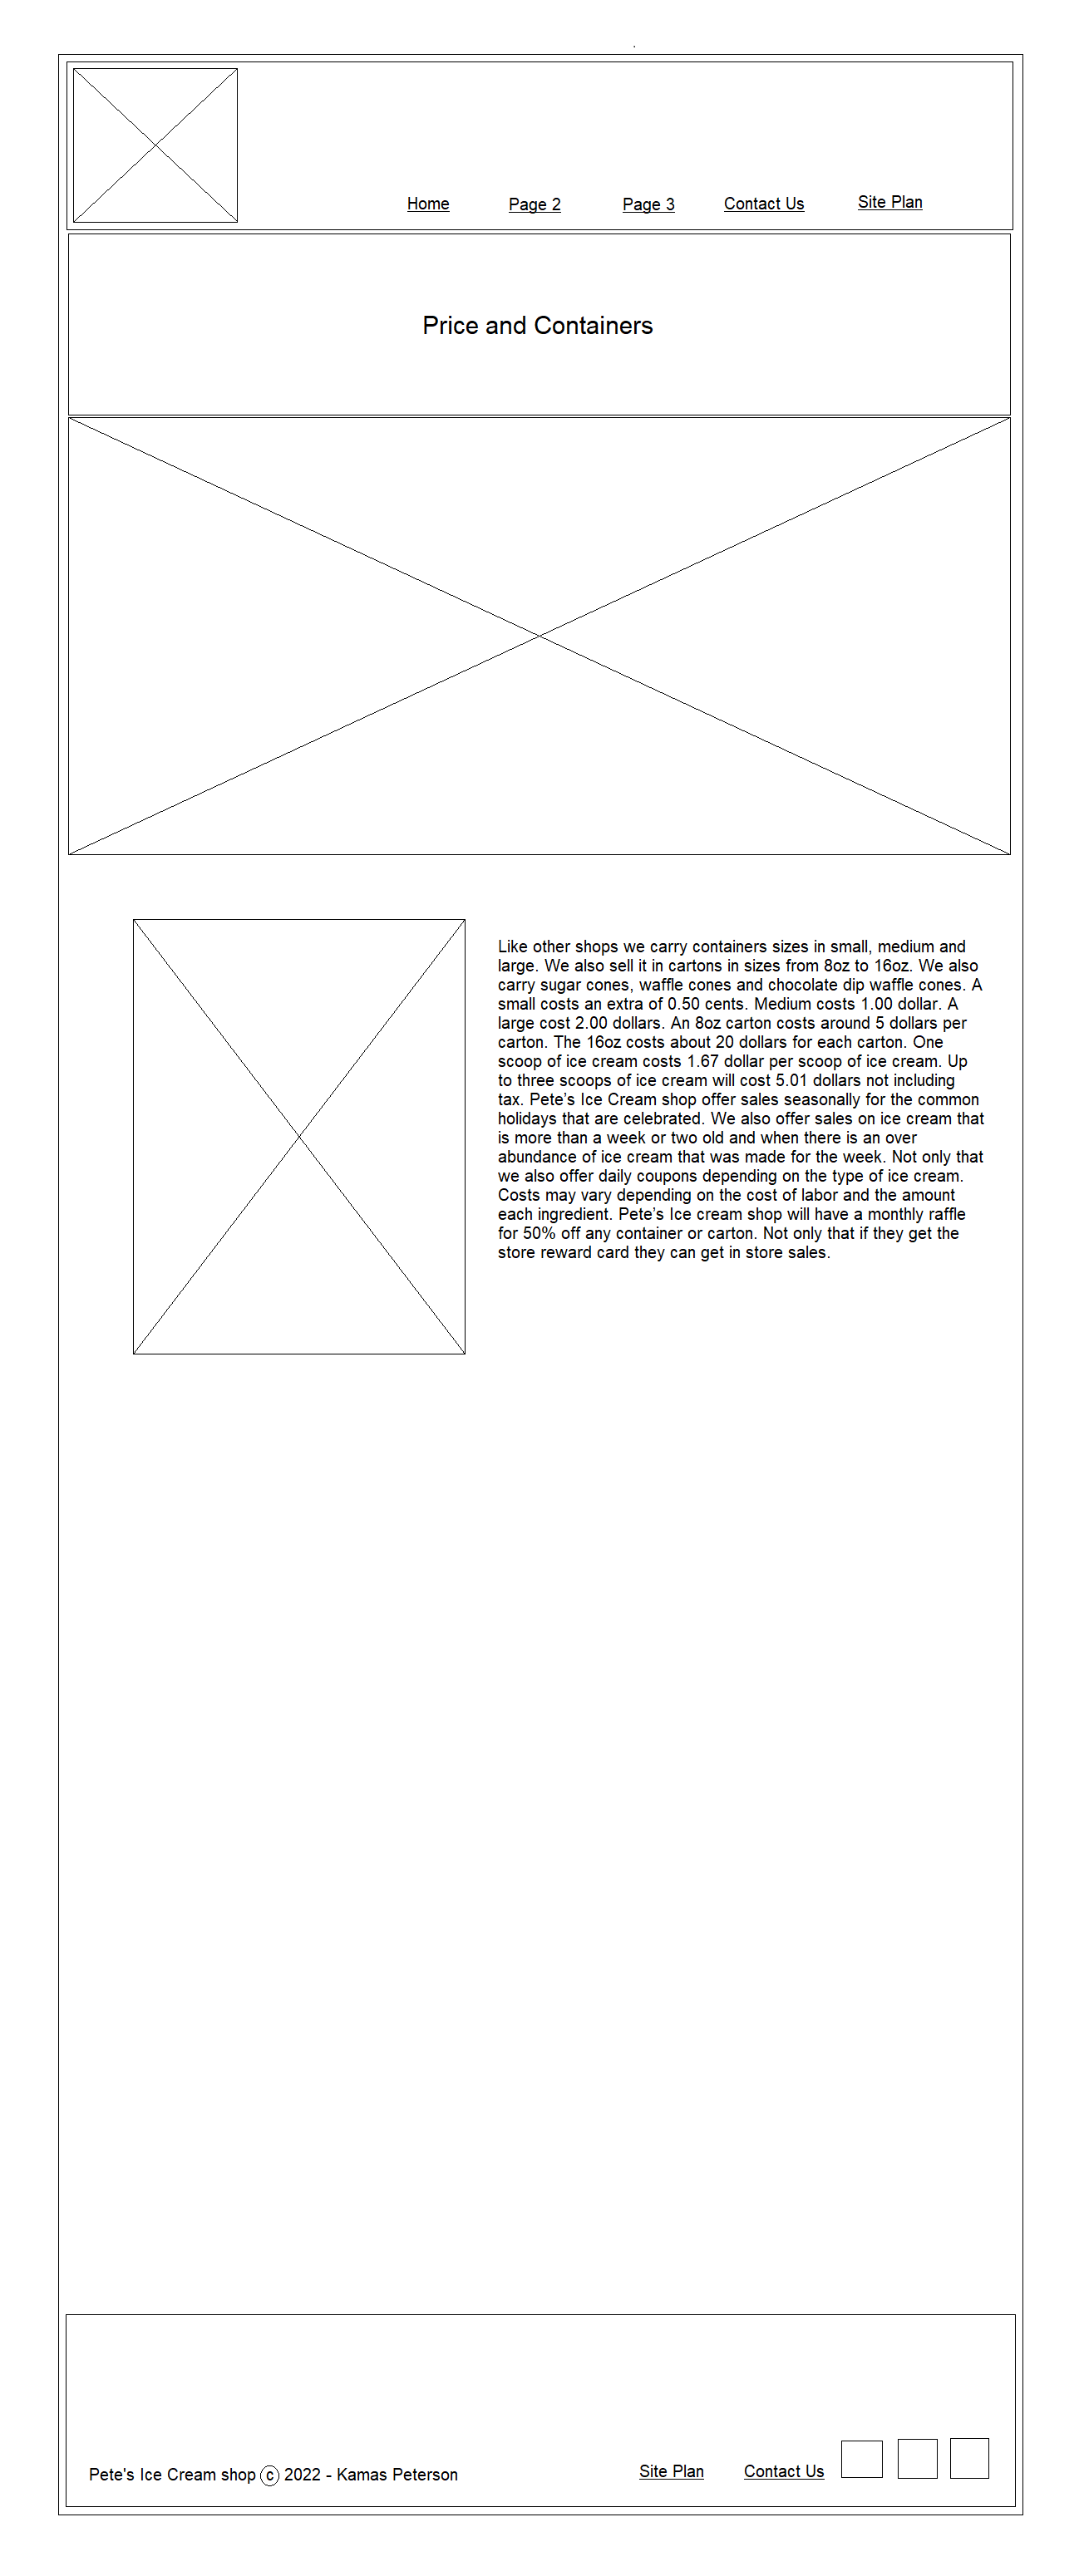 Home Page 2 Page 3 Contact Us Site Plan
Price and Containers
Like other shops we carry containers sizes in small, medium and
large. We also sell it in cartons in sizes from 8oz to 16oz. We also
carry sugar cones, waffle cones and chocolate dip waffle cones. A
small costs an extra of 0.50 cents. Medium costs 1.00 dollar. A
large cost 2.00 dollars. An 8oz carton costs around 5 dollars per
carton. The 16oz costs about 20 dollars for each carton. One
scoop of ice cream costs 1.67 dollar per scoop of ice cream. Up
to three scoops of ice cream will cost 5.01 dollars not including
tax. Pete’s Ice Cream shop offer sales seasonally for the common
holidays that are celebrated. We also offer sales on ice cream that
is more than a week or two old and when there is an over
abundance of ice cream that was made for the week. Not only that
we also offer daily coupons depending on the type of ice cream.
Costs may vary depending on the cost of labor and the amount
each ingredient. Pete’s Ice cream shop will have a monthly raffle
for 50% off any container or carton. Not only that if they get the
store reward card they can get in store sales.
Pete's Ice Cream shop © 2022 - Kamas Peterson Site Plan Contact Us